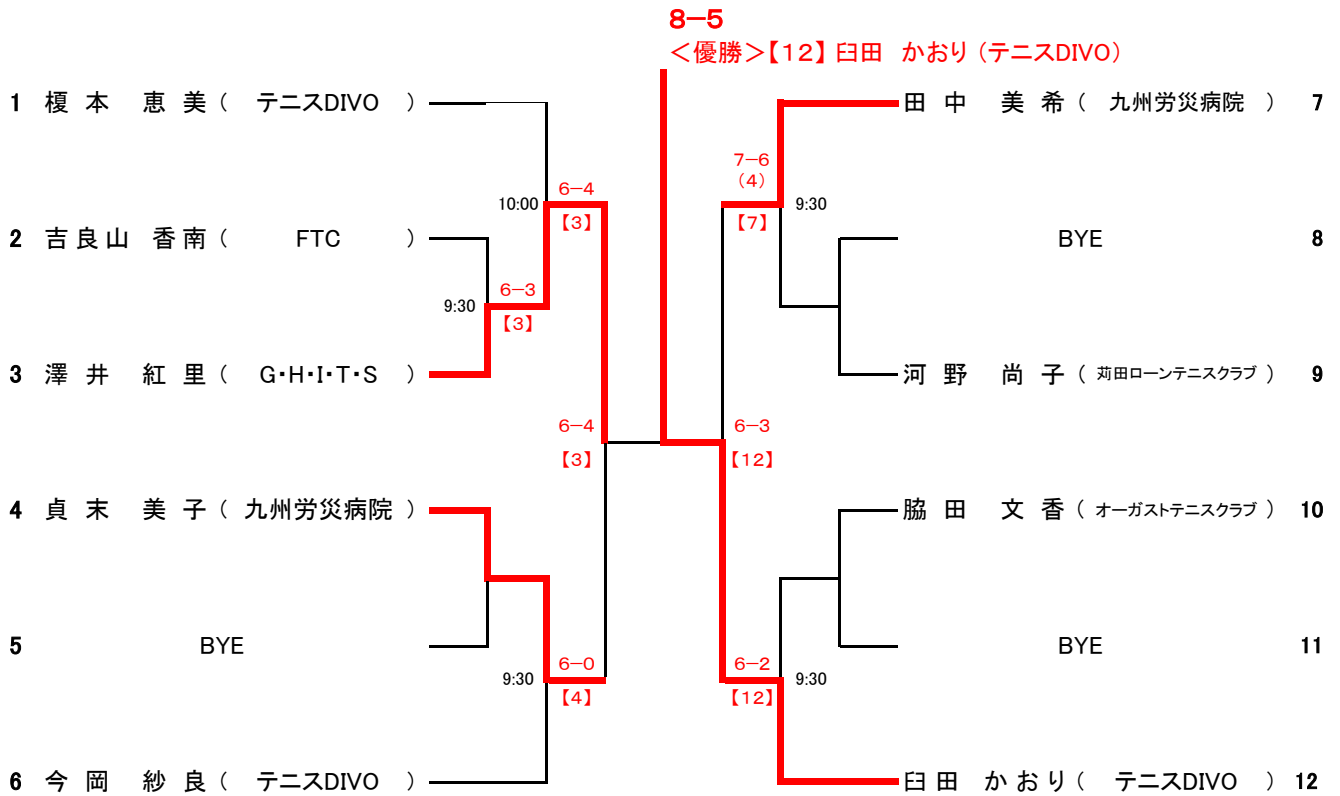 8-5
＜優勝＞【12】 臼田 かおり (テニスDIVO)
1 榎本 恵美 ( テニスDIVO )
10:00 6-4
【3】
2 吉良山 香南 ( FTC )
9:30 6-3
【3】
3 澤井 紅里 ( G・H・I・T・S )
6-4
【3】
4 貞末 美子 ( 九州労災病院 )
5 BYE
9:30 6-0
【4】
6 今岡 紗良 ( テニスDIVO )
田中 美希 ( 九州労災病院 ) 7
7-6
(4)
【7】 9:30
BYE 8
河野 尚子 ( 苅田ローンテニスクラブ ) 9
6-3
【12】
脇田 文香 ( オーガストテニスクラブ ) 10
BYE 11
6-2 9:30
【12】
臼田 かおり ( テニスDIVO ) 12